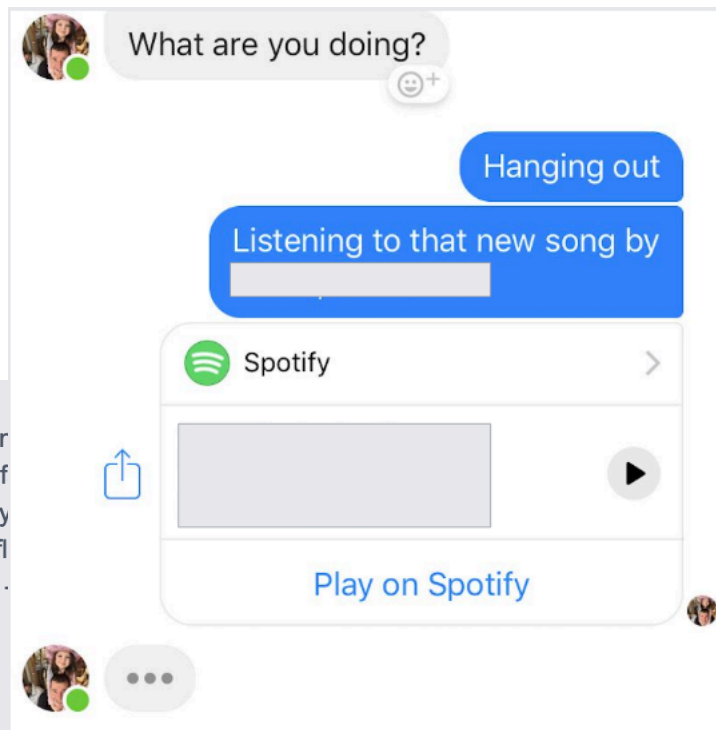 What are you doing?
Hanging out
Listening to that new song by
Spotify
Play on Spotify